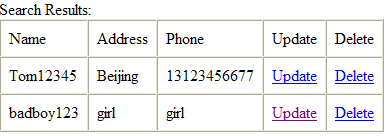 Search Results:
Name Address Phone Update Delete
Tom12345 Beijing 13123456677 Update Delete
badboy123 girl girl Update Delete